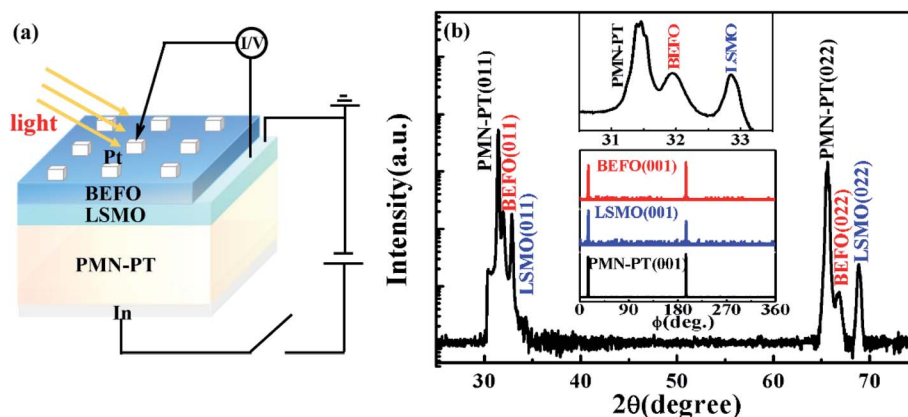 (a)
I/V
light
Pt
BEFO
LSMO
PMN-PT
In
(b)
Intensity(a.u.)
PMN-PT(011)
BEFO(011)
LSMO(011)
PMN-PT
BEFO
LSMO
31 32 33
BEFO(001)
LSMO(001)
PMN-PT(001)
0 90 180 270 360
ϕ(deg.)
PMN-PT(022)
BEFO(022)
LSMO(022)
30 40 50 60 70
2θ(degree)